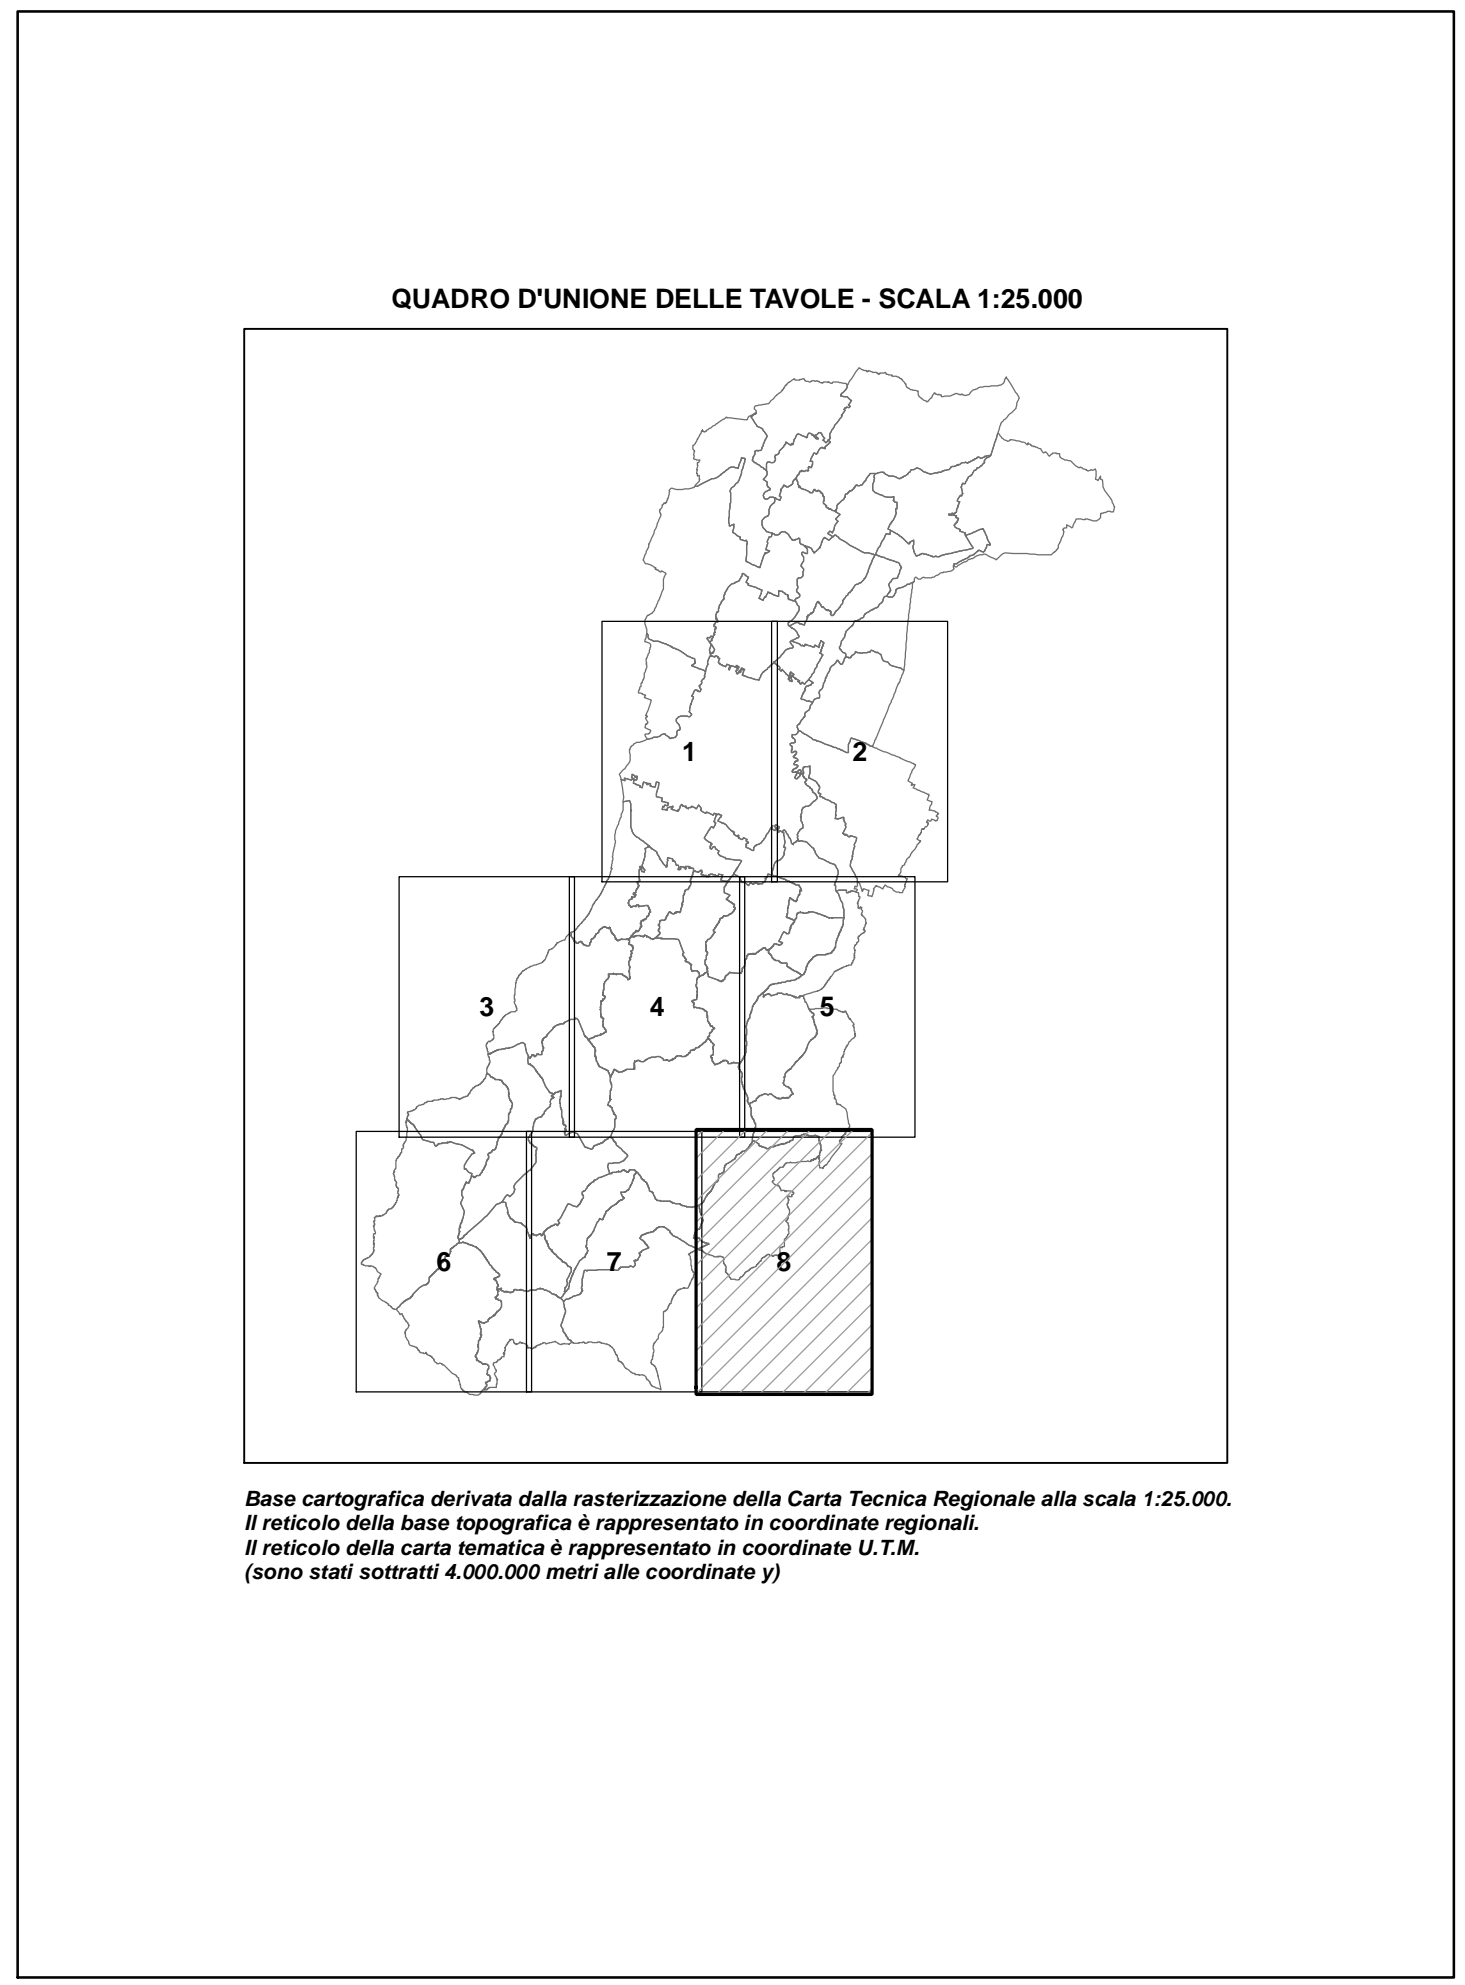 QUADRO D'UNIONE DELLE TAVOLE - SCALA 1:25.000
1
2
3
4
5
6
7
8
Base cartografica derivata dalla rasterizzazione della Carta Tecnica Regionale alla scala 1:25.000.
Il reticolo della base topografica è rappresentato in coordinate regionali.
Il reticolo della carta tematica è rappresentato in coordinate U.T.M.
(sono stati sottratti 4.000.000 metri alle coordinate y)